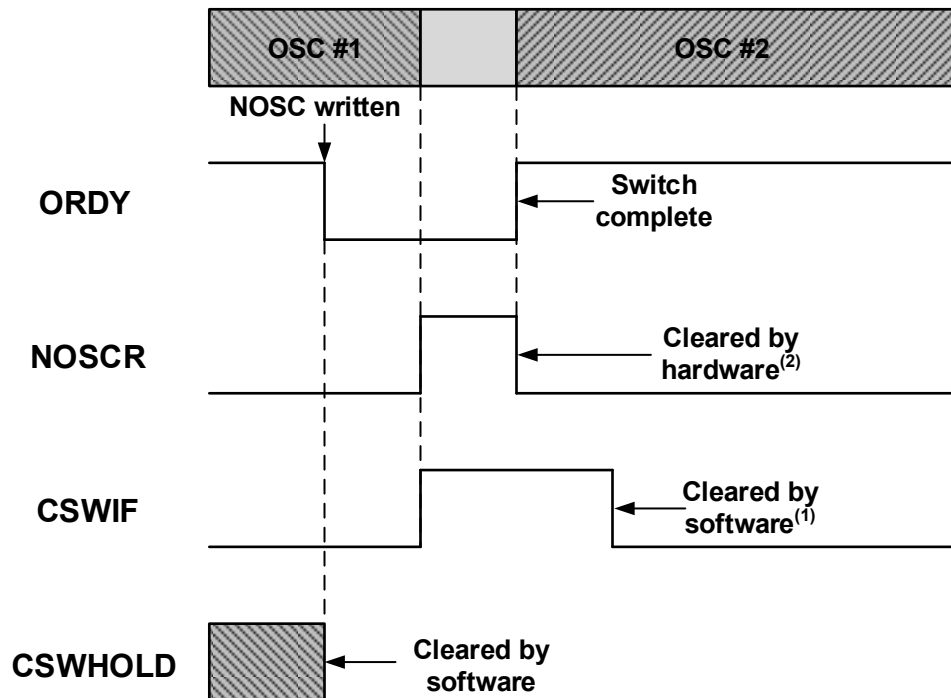 OSC #1
OSC #2
NOSC written
ORDY
Switch
complete
NOSCR
Cleared by
hardware(2)
CSWIF
Cleared by
software(1)
CSWHOLD
Cleared by
software